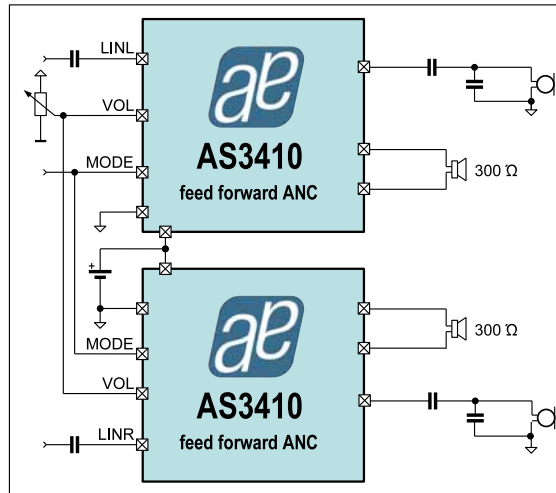 LINL
VOL
MODE
ae
AS3410
feed forward ANC
300 Ω
+
ae
MODE
VOL
LINR
AS3410
feed forward ANC
300 Ω